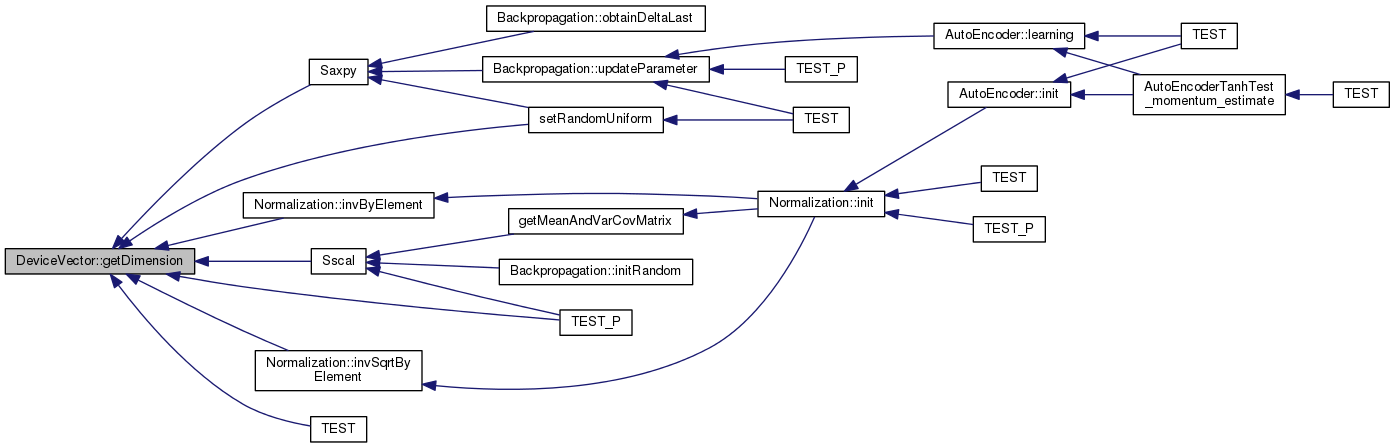 Backpropagation::obtainDeltaLast
AutoEncoder::learning
TEST
Saxpy
Backpropagation::updateParameter
TEST_P
AutoEncoder::init
AutoEncoderTanhTest
_momentum_estimate
TEST
setRandomUniform
TEST
Normalization::invByElement
Normalization::init
TEST
getMeanAndVarCovMatrix
TEST_P
DeviceVector::getDimension
Sscal
Backpropagation::initRandom
TEST_P
Normalization::invSqrtBy
Element
TEST